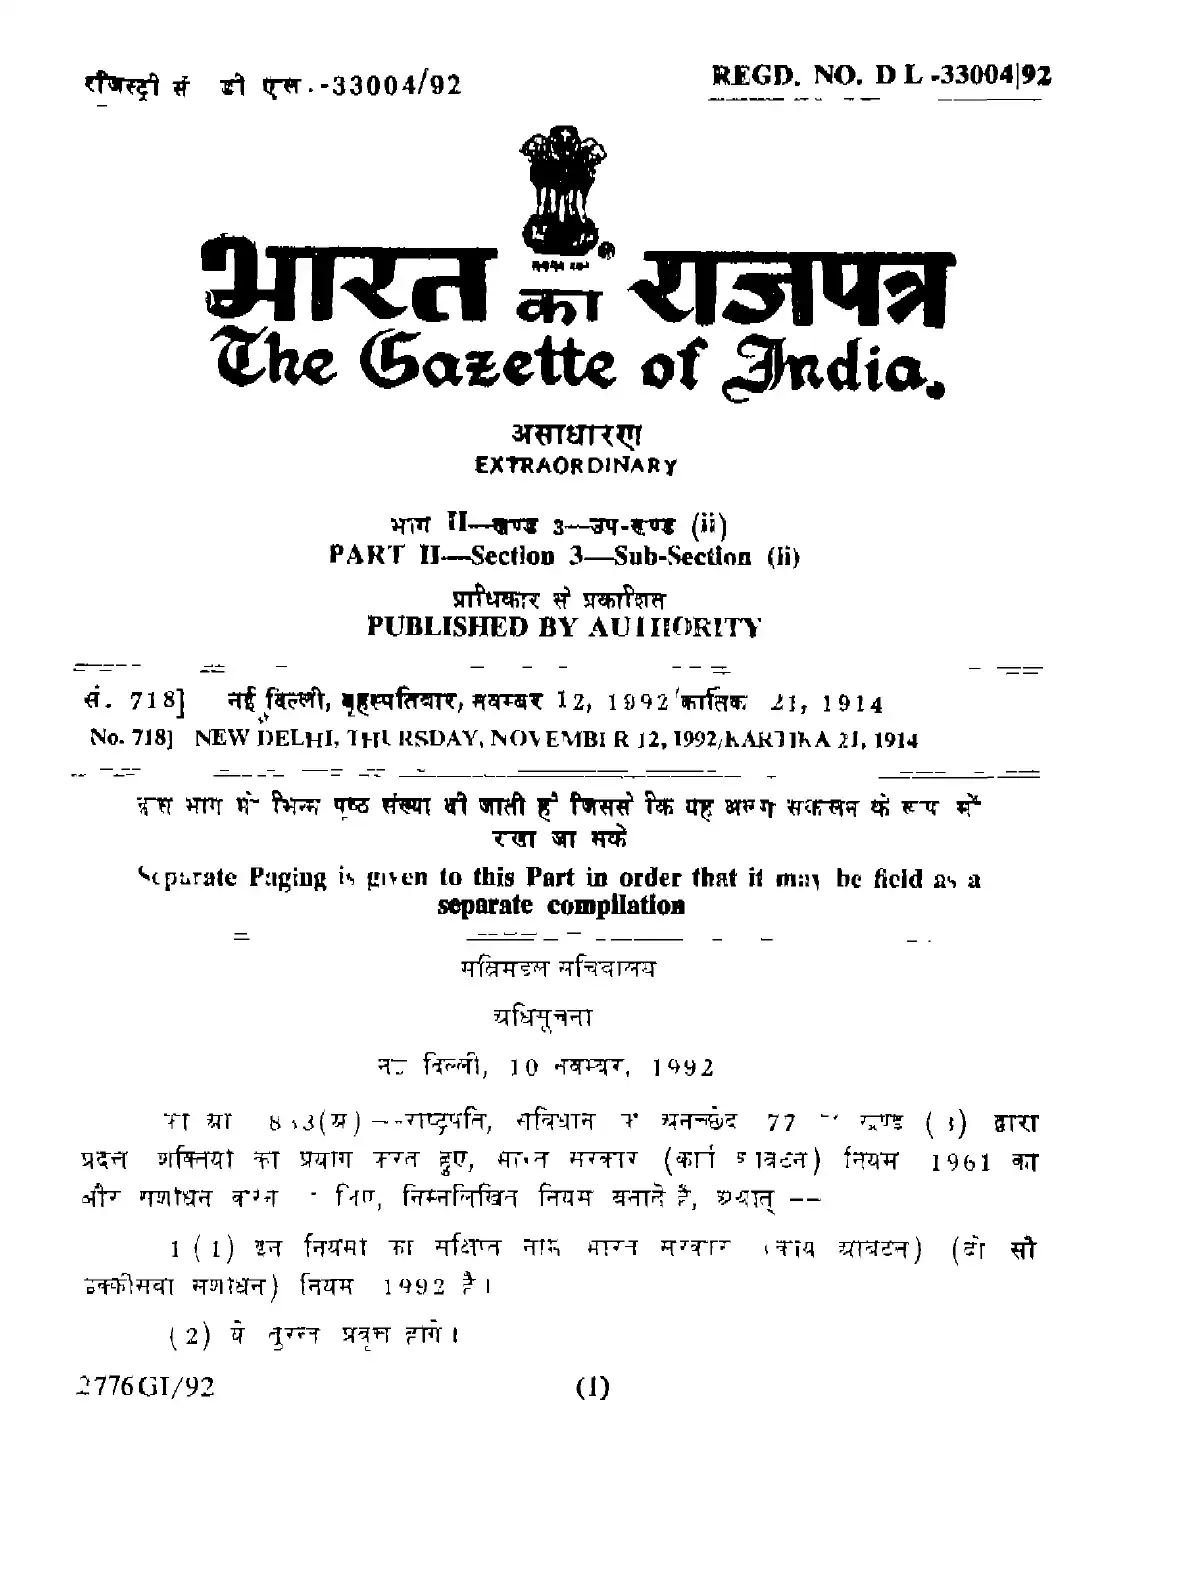 रजिस्ट्री सं डी एल.-33004/92
REGD. NO. D L -33004|92
भारत का राजपत्र
The Gazette of India
असाधारण
EXTRAORDINARY
भाग II—खण्ड 3—उप-खण्ड (ii)
PART II—Section 3—Sub-Section (ii)
प्राधिकार से प्रकाशित
PUBLISHED BY AUTHORITY
सं. 718] नई दिल्ली, बृहस्पतिवार, नवम्बर 12, 1992/कार्तिक 21, 1914
No. 718] NEW DELHI, THURSDAY, NOVEMBER 12, 1992/KARTIKA 21, 1914
इस भाग में भिन्न पृष्ठ संख्या दी जाती है जिससे कि यह अलग संकलन के रूप में
रखा जा सके
Separate Paging is given to this Part in order that it may be field as a
separate compilation
मंत्रिमंडल सचिवालय
अधिसूचना
नई दिल्ली, 10 नवम्बर, 1992
का आ (अ) --राष्ट्रपति, संविधान के अनुच्छेद 77 के खण्ड (3) द्वारा
प्रदत्त शक्तियों का प्रयोग करते हुए, भारत सरकार (कार्य आबंटन) नियम 1961 का
और संशोधन करने के लिए, निम्नलिखित नियम बनाते हैं, अर्थात् --
1 (1) इन नियमों का संक्षिप्त नाम भारत सरकार (कार्य आबंटन) (दो सौ
इक्कीसवां संशोधन) नियम 1992 है।
(2) ये तुरन्त प्रवृत्त होंगे।
2776 GI/92
(1)